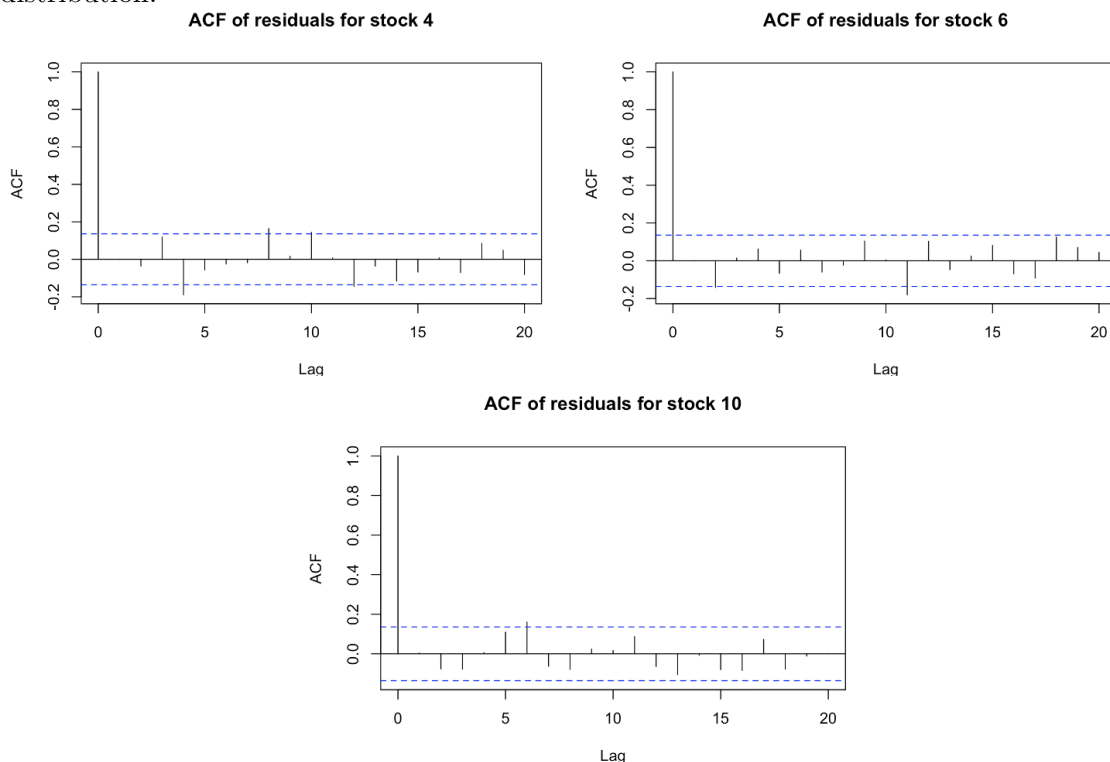 distribution.
ACF of residuals for stock 4
ACF
1.0
0.8
0.6
0.4
0.2
0.0
-0.2
0 5 10 15 20
Lag
ACF of residuals for stock 6
ACF
1.0
0.8
0.6
0.4
0.2
0.0
-0.2
0 5 10 15 20
Lag
ACF of residuals for stock 10
ACF
1.0
0.8
0.6
0.4
0.2
0.0
0 5 10 15 20
Lag